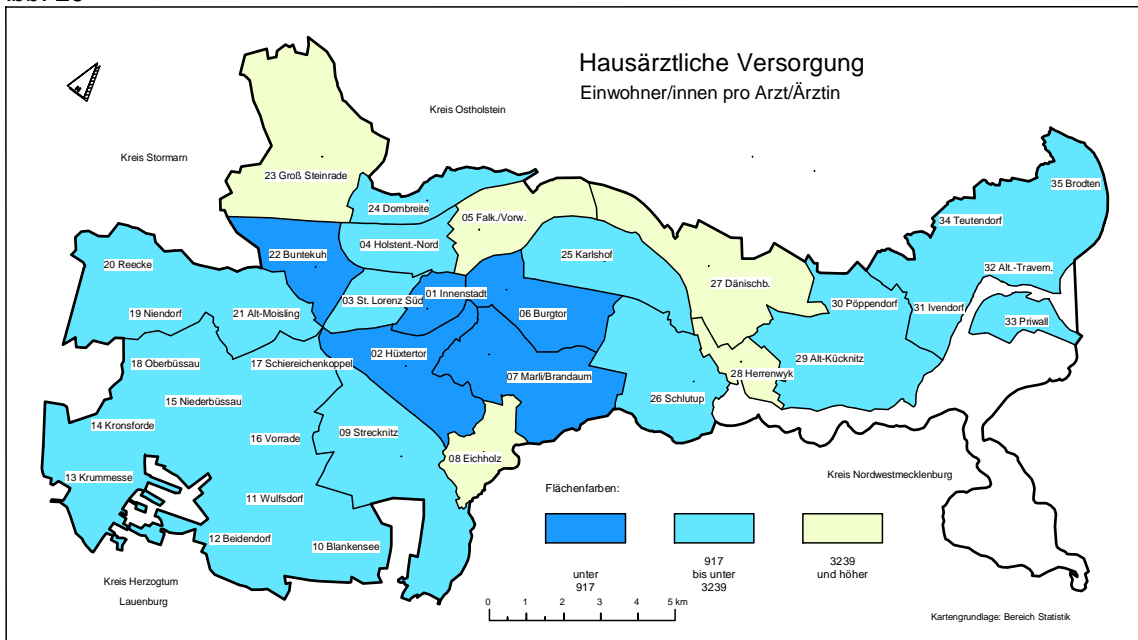 Hausärztliche Versorgung
Einwohner/innen pro Arzt/Ärztin
Kreis Ostholstein
Kreis Stormarn
23 Groß Steinrade
24 Dornbreite
05 Falk./Vorw.
35 Brodten
34 Teutendorf
04 Holstent.-Nord
22 Buntekuh
25 Karlshof
20 Reecke
32 Alt.-Travem.
27 Dänischb.
01 Innenstadt
03 St. Lorenz Süd
30 Pöppendorf
31 Ivendorf
19 Niendorf
21 Alt-Moisling
06 Burgtor
33 Priwall
02 Hüxtertor
29 Alt-Kücknitz
18 Oberbüssau
17 Schiereichenkoppel
28 Herrenwyk
07 Marli/Brandaum
15 Niederbüssau
26 Schlutup
14 Kronsforde
16 Vorrade
09 Strecknitz
08 Eichholz
13 Krummesse
Kreis Nordwestmecklenburg
11 Wulfsdorf
Flächenfarben:
12 Beidendorf
10 Blankensee
unter
917
917
bis unter
3239
3239
und höher
Kreis Herzogtum
Lauenburg
0 1 2 3 4 5 km
Kartengrundlage: Bereich Statistik